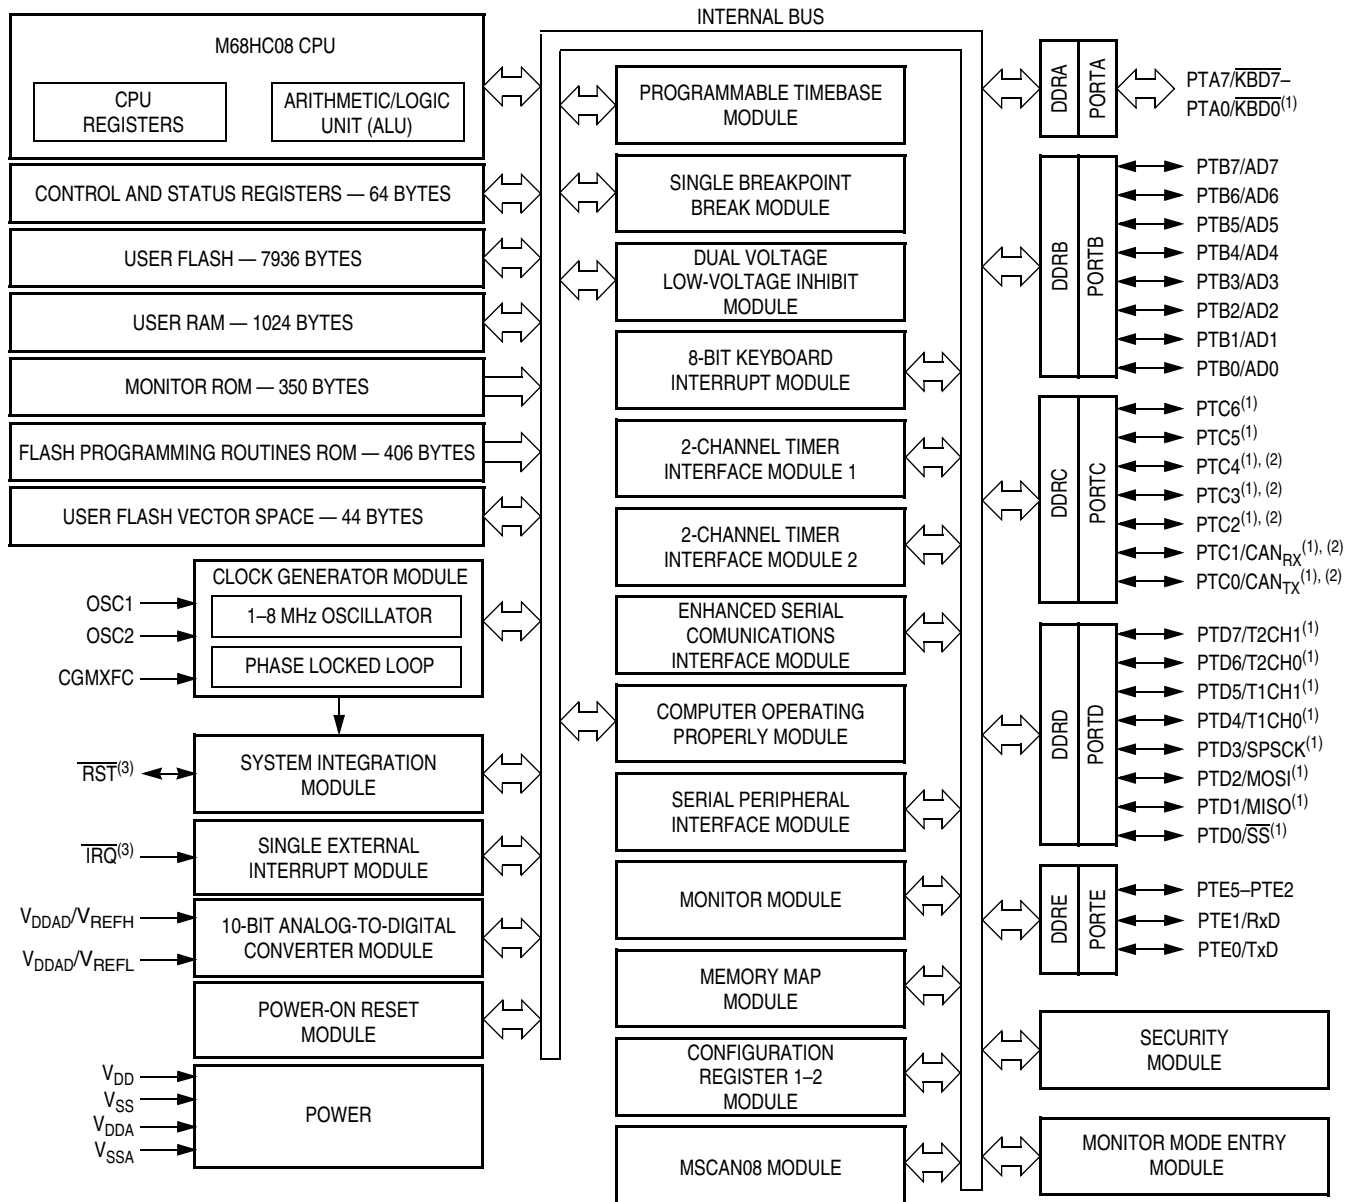 INTERNAL BUS
M68HC08 CPU
CPU
REGISTERS
ARITHMETIC/LOGIC
UNIT (ALU)
CONTROL AND STATUS REGISTERS — 64 BYTES
USER FLASH — 7936 BYTES
USER RAM — 1024 BYTES
MONITOR ROM — 350 BYTES
FLASH PROGRAMMING ROUTINES ROM — 406 BYTES
USER FLASH VECTOR SPACE — 44 BYTES
CLOCK GENERATOR MODULE
1–8 MHz OSCILLATOR
PHASE LOCKED LOOP
OSC1
OSC2
CGMXFC
SYSTEM INTEGRATION
MODULE
RST(3)
SINGLE EXTERNAL
INTERRUPT MODULE
IRQ(3)
10-BIT ANALOG-TO-DIGITAL
CONVERTER MODULE
VDDAD/VREFH
VDDAD/VREFL
POWER-ON RESET
MODULE
POWER
VDD
VSS
VDDA
VSSA
PROGRAMMABLE TIMEBASE
MODULE
SINGLE BREAKPOINT
BREAK MODULE
DUAL VOLTAGE
LOW-VOLTAGE INHIBIT
MODULE
8-BIT KEYBOARD
INTERRUPT MODULE
2-CHANNEL TIMER
INTERFACE MODULE 1
2-CHANNEL TIMER
INTERFACE MODULE 2
ENHANCED SERIAL
COMUNICATIONS
INTERFACE MODULE
COMPUTER OPERATING
PROPERLY MODULE
SERIAL PERIPHERAL
INTERFACE MODULE
MONITOR MODULE
MEMORY MAP
MODULE
CONFIGURATION
REGISTER 1–2
MODULE
MSCAN08 MODULE
DDRA
PORTA
PTA7/KBD7–
PTA0/KBD0(1)
DDRB
PORTB
PTB7/AD7
PTB6/AD6
PTB5/AD5
PTB4/AD4
PTB3/AD3
PTB2/AD2
PTB1/AD1
PTB0/AD0
DDRC
PORTC
PTC6(1)
PTC5(1)
PTC4(1), (2)
PTC3(1), (2)
PTC2(1), (2)
PTC1/CANRX(1), (2)
PTC0/CANTX(1), (2)
DDRD
PORTD
PTD7/T2CH1(1)
PTD6/T2CH0(1)
PTD5/T1CH1(1)
PTD4/T1CH0(1)
PTD3/SPSCK(1)
PTD2/MOSI(1)
PTD1/MISO(1)
PTD0/SS(1)
DDRE
PORTE
PTE5–PTE2
PTE1/RxD
PTE0/TxD
SECURITY
MODULE
MONITOR MODE ENTRY
MODULE